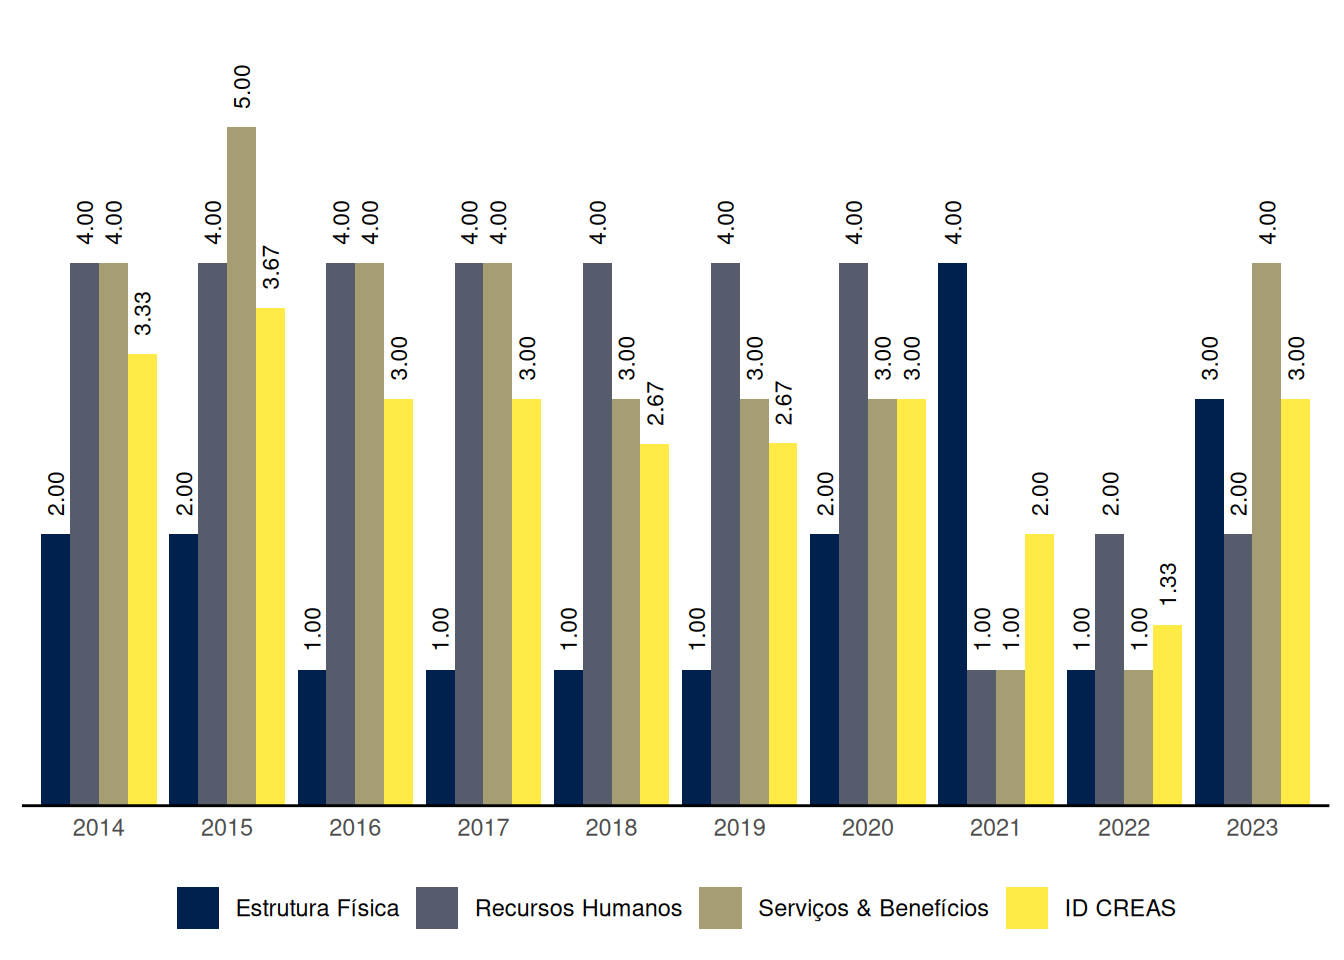 5.00
4.00 4.00 4.00 4.00 4.00 4.00 4.00 4.00 4.00 4.00 4.00 4.00
3.67
3.33
3.00 3.00 3.00 3.00 3.00 3.00 3.00 3.00
2.67 2.67
2.00 2.00 2.00 2.00 2.00 2.00
1.33
1.00 1.00 1.00 1.00 1.00 1.00 1.00 1.00
2014 2015 2016 2017 2018 2019 2020 2021 2022 2023
Estrutura Física Recursos Humanos Serviços & Benefícios ID CREAS